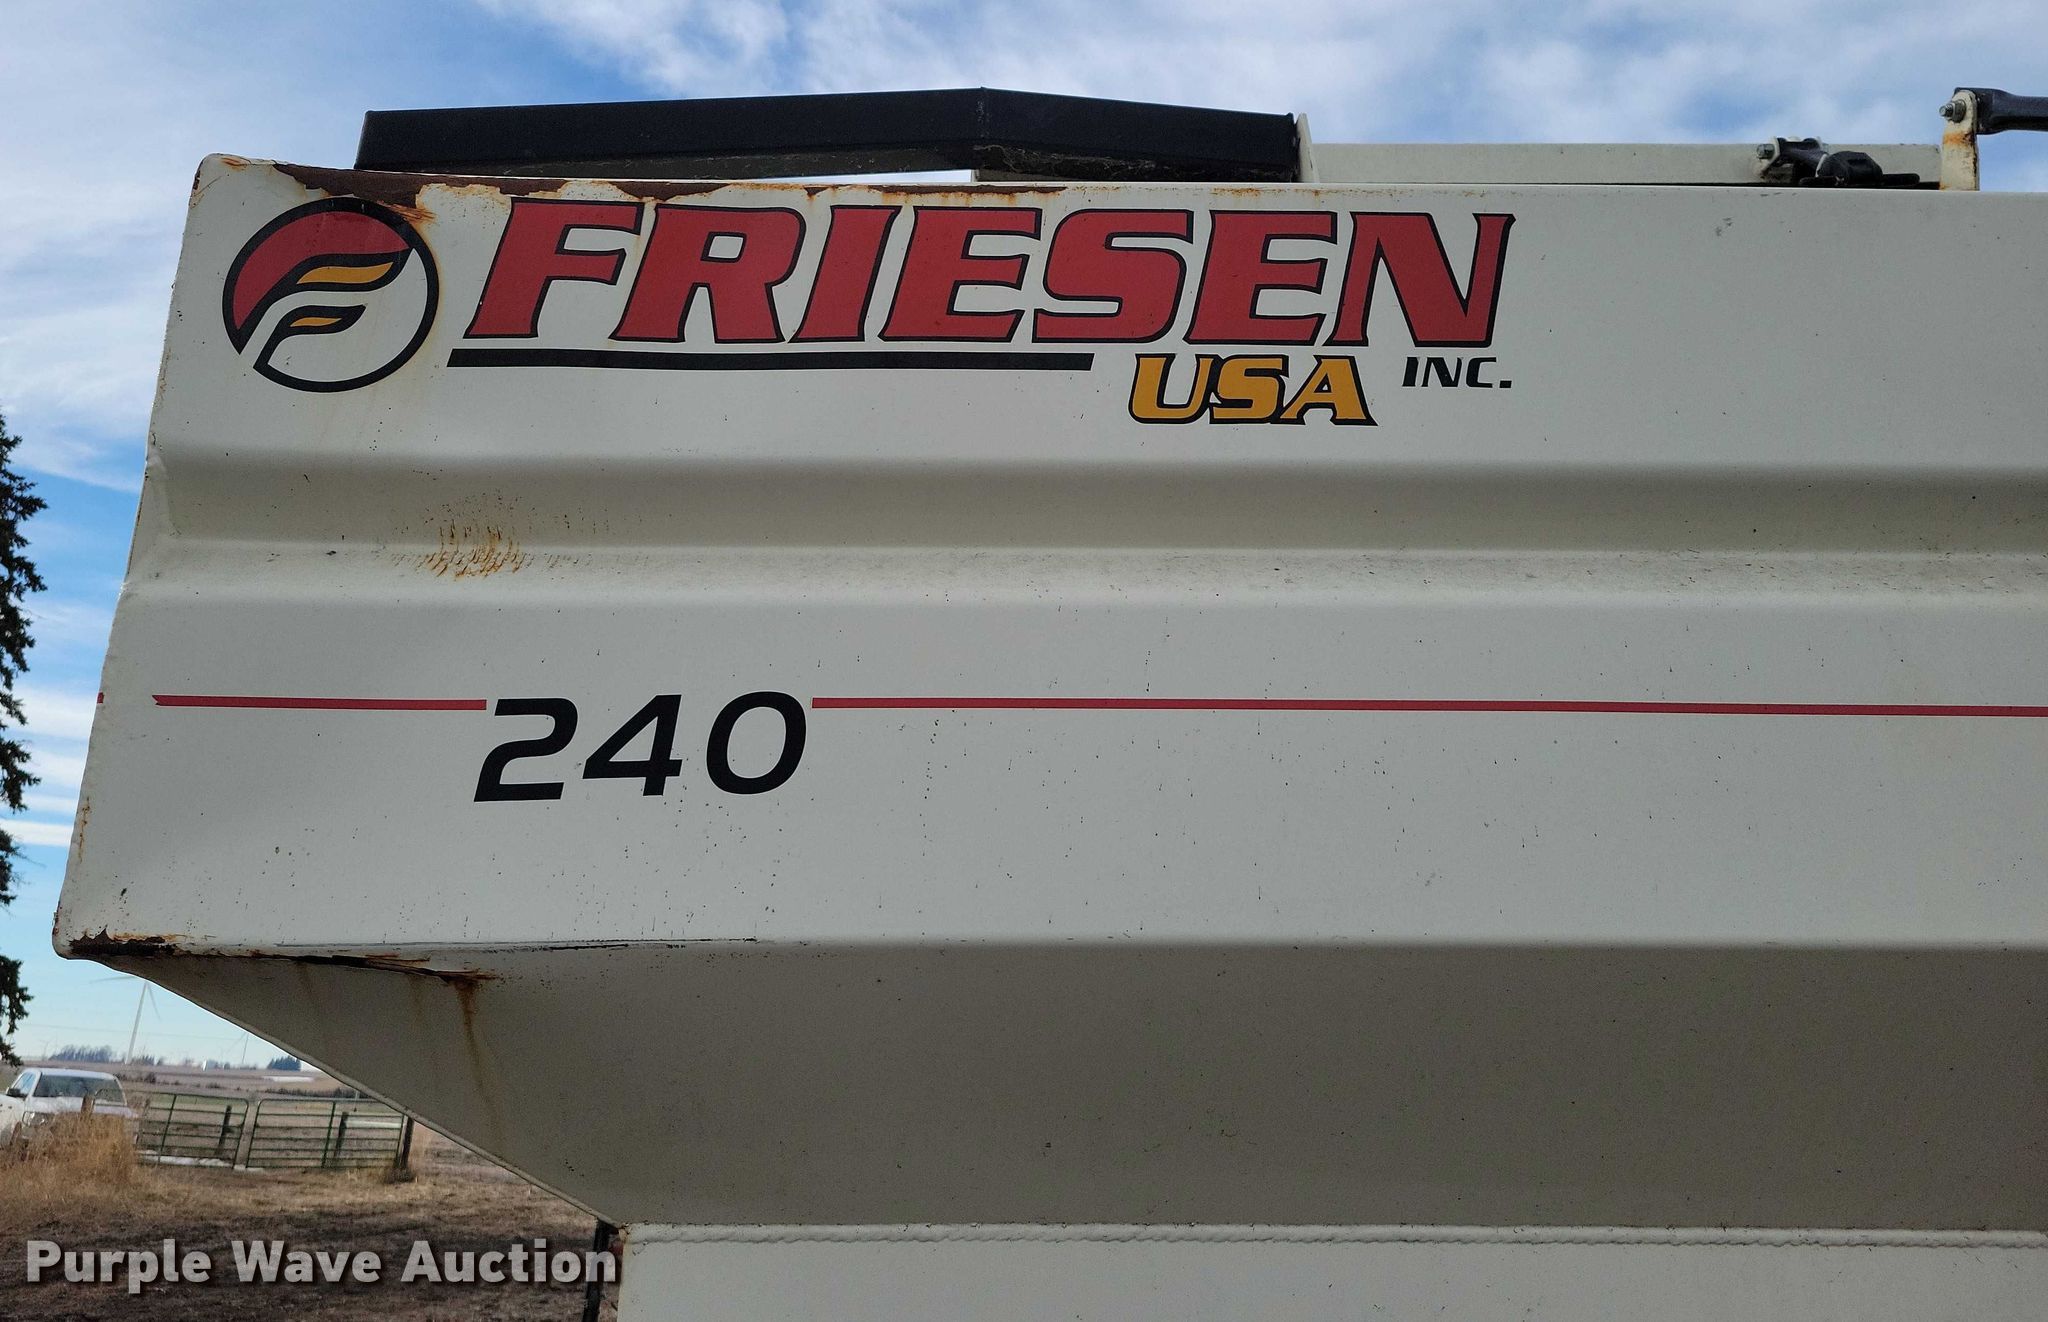 FRIESEN
USA INC.
240
Purple Wave Auction